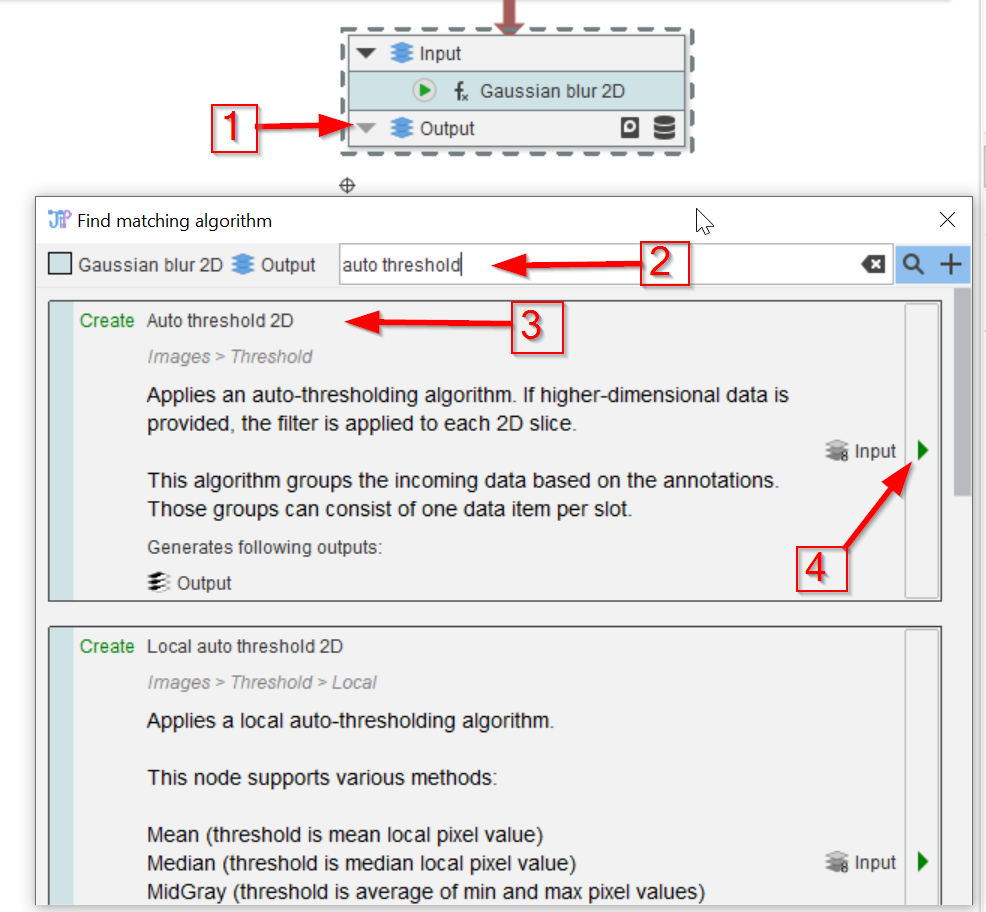 Input
fx Gaussian blur 2D
1
Output
JIP Find matching algorithm
Gaussian blur 2D Output auto threshold
2
Create Auto threshold 2D
3
Images > Threshold
Applies an auto-thresholding algorithm. If higher-dimensional data is
provided, the filter is applied to each 2D slice.
8 Input
This algorithm groups the incoming data based on the annotations.
Those groups can consist of one data item per slot.
Generates following outputs:
4
Output
Create Local auto threshold 2D
Images > Threshold > Local
Applies a local auto-thresholding algorithm.
This node supports various methods:
Mean (threshold is mean local pixel value)
Median (threshold is median local pixel value)
8 Input
MidGray (threshold is average of min and max pixel values)